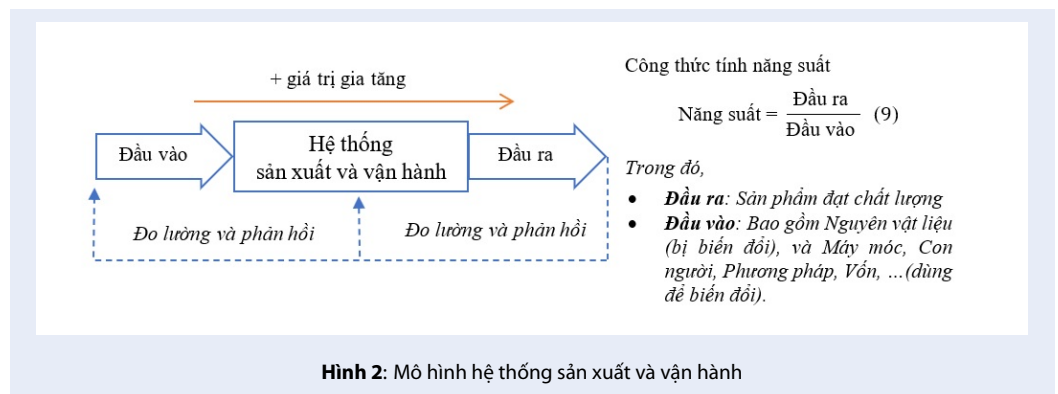 + giá trị gia tăng
Đầu vào
Hệ thống
sản xuất và vận hành
Đầu ra
Đo lường và phản hồi
Đo lường và phản hồi
Công thức tính năng suất
Năng suất = Đầu ra / Đầu vào (9)
Trong đó,
• Đầu ra: Sản phẩm đạt chất lượng
• Đầu vào: Bao gồm Nguyên vật liệu
(bị biến đổi), và Máy móc, Con
người, Phương pháp, Vốn, …(dùng
để biến đổi).
Hình 2: Mô hình hệ thống sản xuất và vận hành